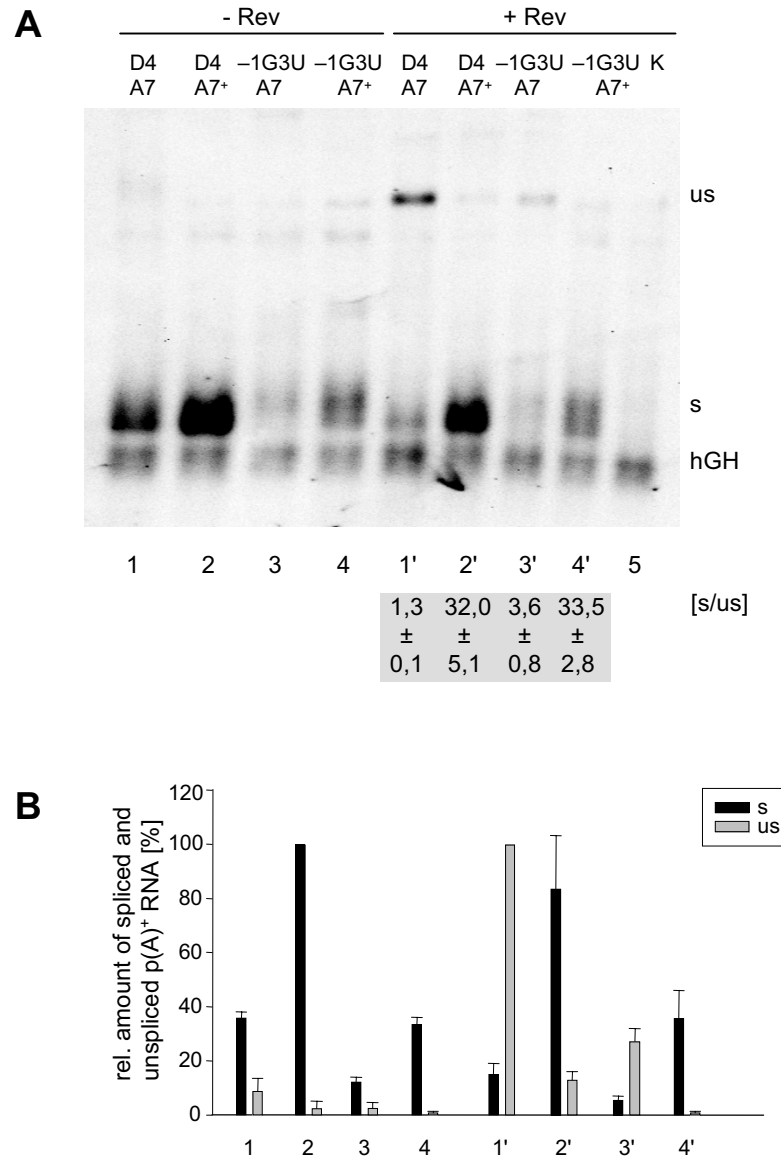 A
- Rev + Rev
D4 D4 –1G3U –1G3U D4 D4 –1G3U –1G3U K
A7 A7⁺ A7 A7⁺ A7 A7⁺ A7 A7⁺
us
s
hGH
1 2 3 4 1' 2' 3' 4' 5
1,3 32,0 3,6 33,5 [s/us]
± ± ± ±
0,1 5,1 0,8 2,8
B
rel. amount of spliced and
unspliced p(A)⁺ RNA [%]
120
100
80
60
40
20
0
s
us
1 2 3 4 1' 2' 3' 4'